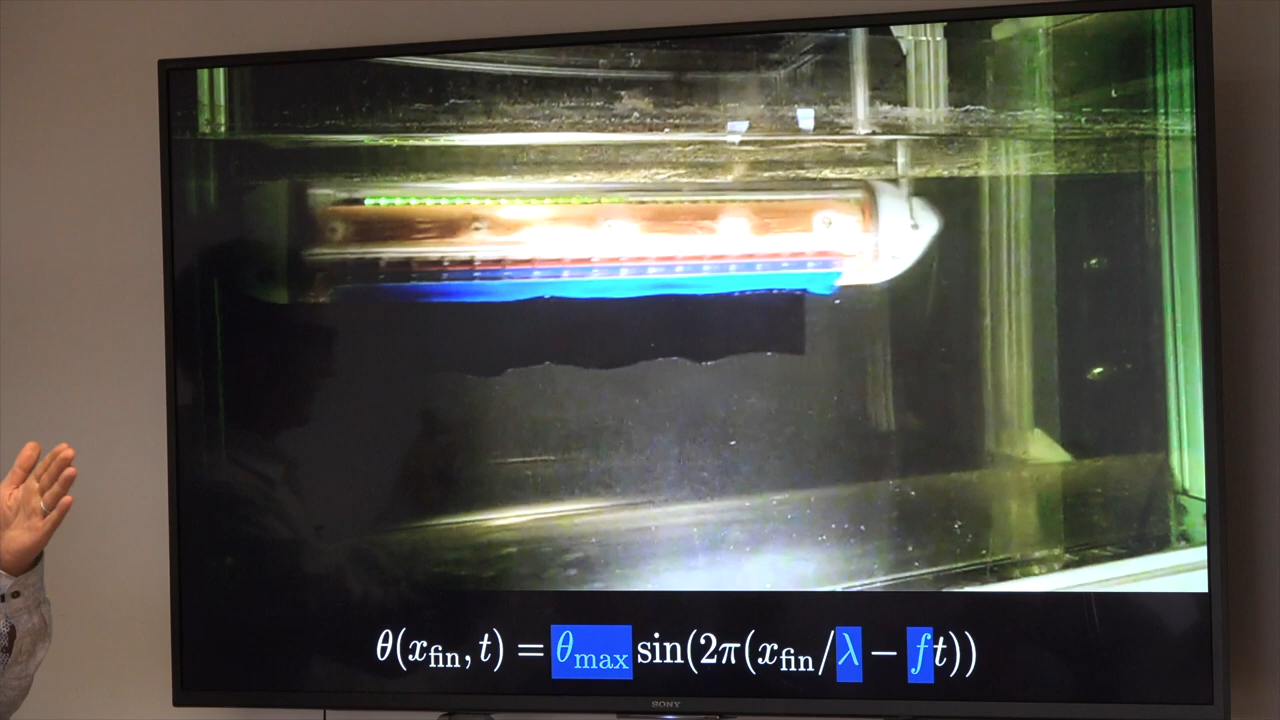 θ(x_fin, t) = θ_max sin(2π(x_fin/λ − ft))
SONY